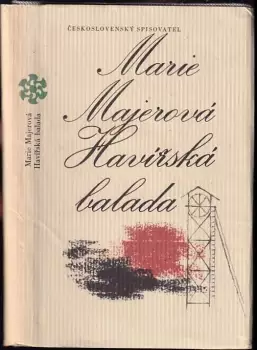 ČESKOSLOVENSKÝ SPISOVATEL
Marie
Majerová
Havířská
balada
Marie Majerová
Havířská balada